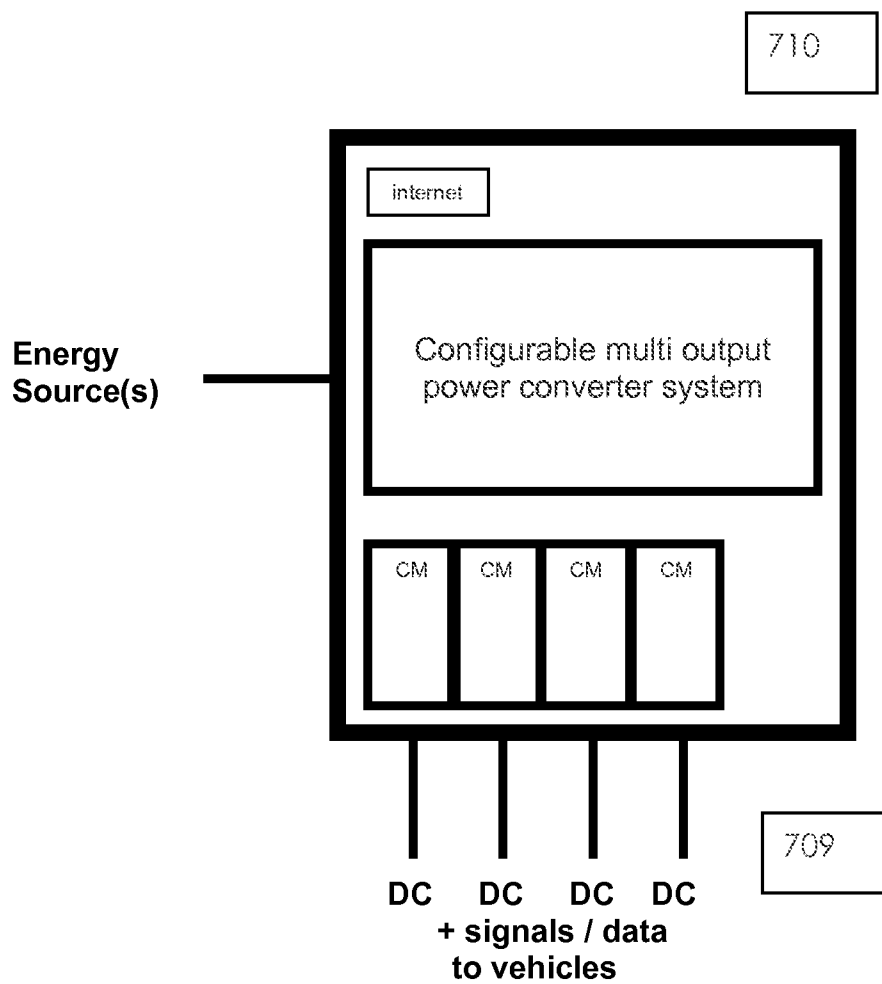 710
internet
Configurable multi output
power converter system
Energy
Source(s)
CM CM CM CM
709
DC DC DC DC
+ signals / data
to vehicles